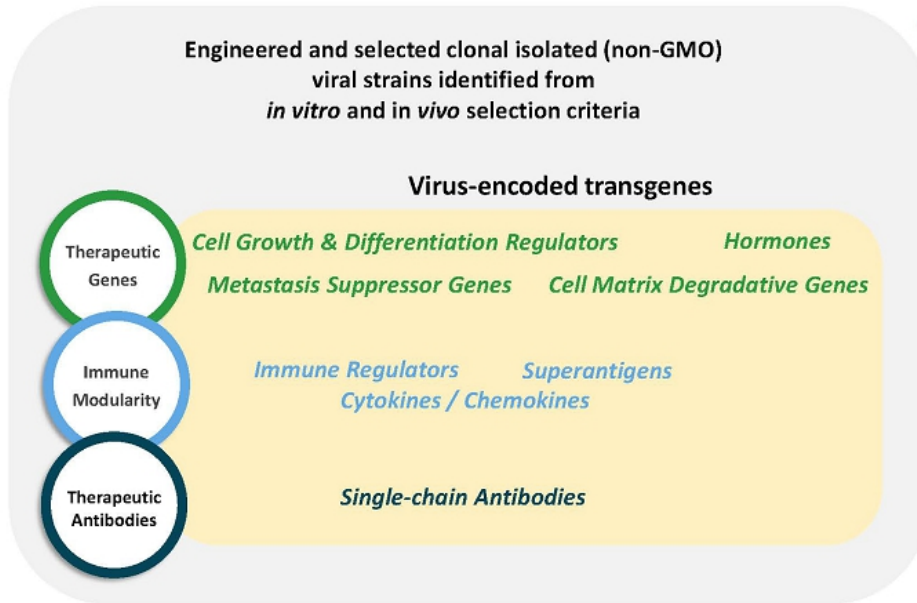 Engineered and selected clonal isolated (non-GMO)
viral strains identified from
in vitro and in vivo selection criteria
Virus-encoded transgenes
Therapeutic
Genes
Cell Growth & Differentiation Regulators
Hormones
Metastasis Suppressor Genes
Cell Matrix Degradative Genes
Immune
Modularity
Immune Regulators
Superantigens
Cytokines / Chemokines
Therapeutic
Antibodies
Single-chain Antibodies